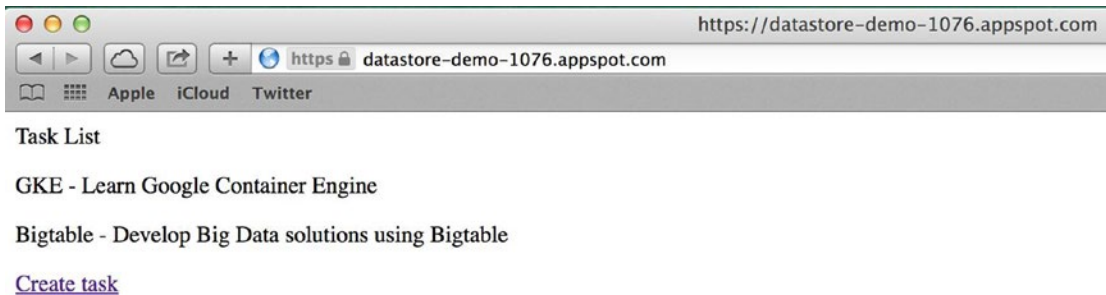 https://datastore-demo-1076.appspot.com
https datastore-demo-1076.appspot.com
Apple iCloud Twitter
Task List
GKE - Learn Google Container Engine
Bigtable - Develop Big Data solutions using Bigtable
Create task